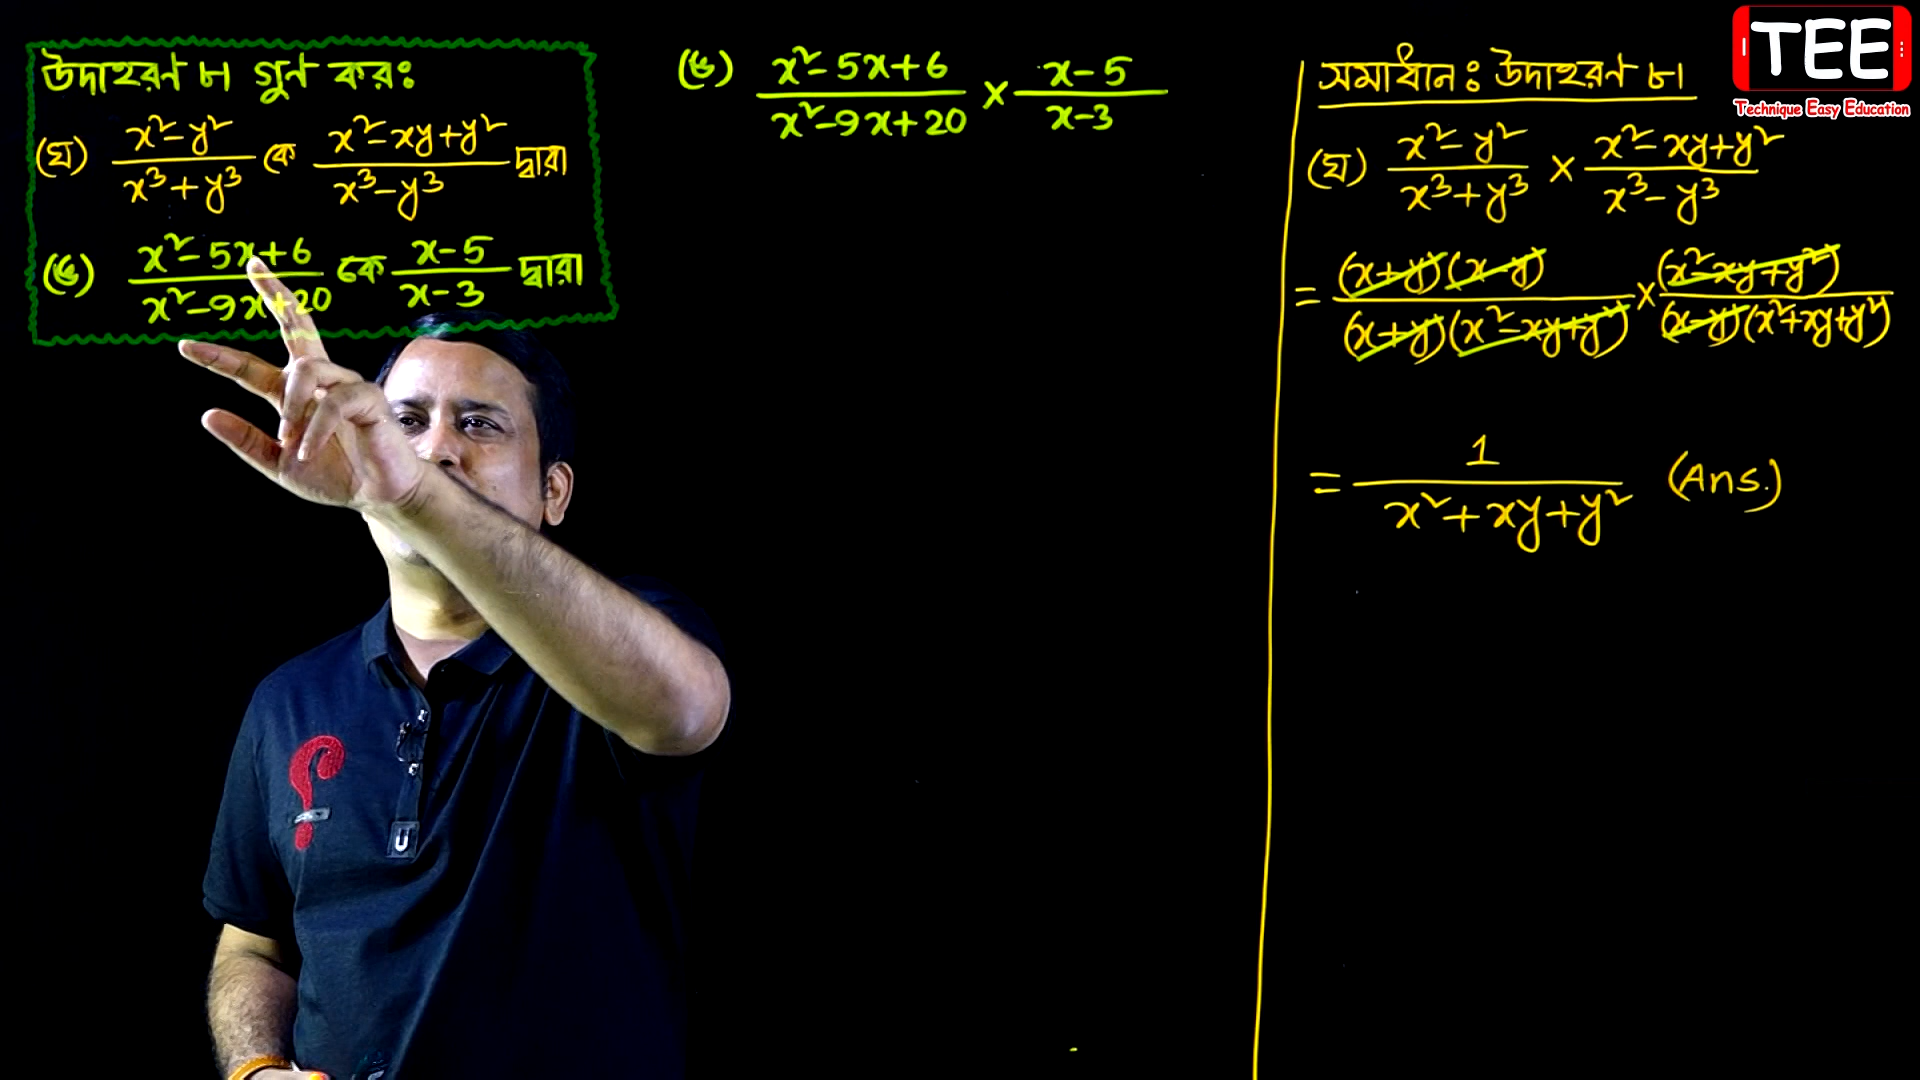 উদাহরণ ৮। গুণ করঃ
(ঘ) x²-y² / x³+y³ কে x²-xy+y² / x³-y³ দ্বারা
(ঙ) x²-5x+6 / x²-9x+20 কে x-5 / x-3 দ্বারা
(ঙ) x²-5x+6 / x²-9x+20 × x-5 / x-3
সমাধানঃ উদাহরণ ৮।
(ঘ) x²-y² / x³+y³ × x²-xy+y² / x³-y³
= (x+y)(x-y) / (x+y)(x²-xy+y²) × (x²-xy+y²) / (x-y)(x²+xy+y²)
= 1 / x²+xy+y² (Ans.)
TEE
Technique Easy Education
U